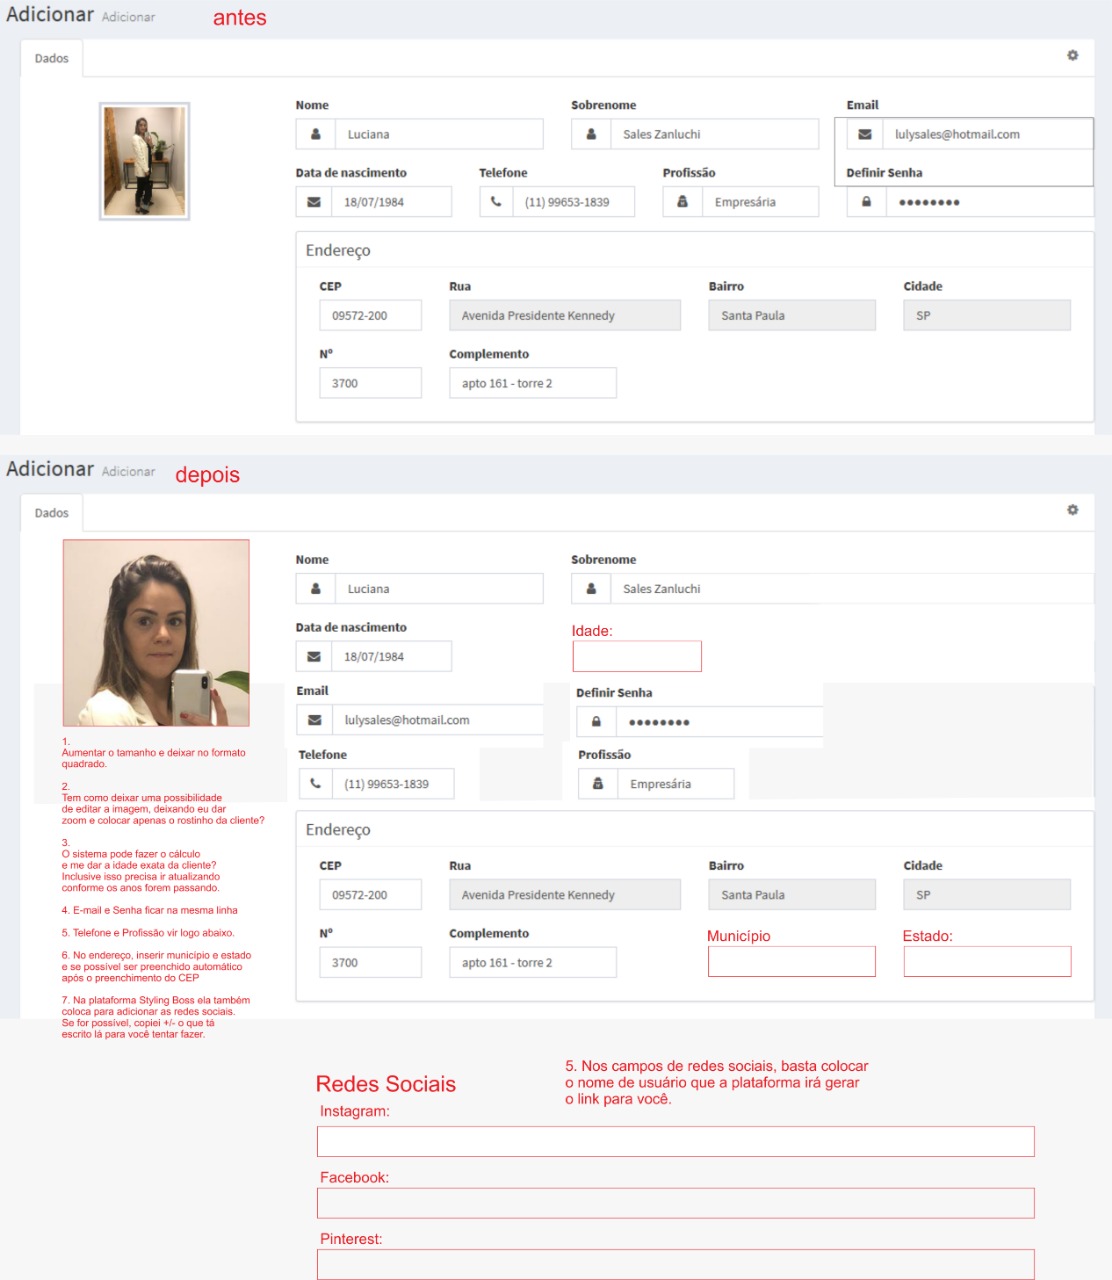 Adicionar Adicionar antes
Dados
Nome Sobrenome Email
Luciana Sales Zanluchi lulysales@hotmail.com
Data de nascimento Telefone Profissão Definir Senha
18/07/1984 (11) 99653-1839 Empresária ••••••••
Endereço
CEP Rua Bairro Cidade
09572-200 Avenida Presidente Kennedy Santa Paula SP
Nº Complemento
3700 apto 161 - torre 2
Adicionar Adicionar depois
Dados
Nome Sobrenome
Luciana Sales Zanluchi
Data de nascimento Idade:
18/07/1984
Email Definir Senha
lulysales@hotmail.com ••••••••
Telefone Profissão
(11) 99653-1839 Empresária
Endereço
CEP Rua Bairro Cidade
09572-200 Avenida Presidente Kennedy Santa Paula SP
Nº Complemento Município Estado:
3700 apto 161 - torre 2
1.
Aumentar o tamanho e deixar no formato
quadrado.
2.
Tem como deixar uma possibilidade
de editar a imagem, deixando eu dar
zoom e colocar apenas o rostinho da cliente?
3.
O sistema pode fazer o cálculo
e me dar a idade exata da cliente?
Inclusive isso precisa ir atualizando
conforme os anos forem passando.
4. E-mail e Senha ficar na mesma linha
5. Telefone e Profissão vir logo abaixo.
6. No endereço, inserir município e estado
e se possível ser preenchido automático
após o preenchimento do CEP
7. Na plataforma Styling Boss ela também
coloca para adicionar as redes sociais.
Se for possível, copiei +/- o que tá
escrito lá para você tentar fazer.
5. Nos campos de redes sociais, basta colocar
o nome de usuário que a plataforma irá gerar
o link para você.
Redes Sociais
Instagram:
Facebook:
Pinterest: